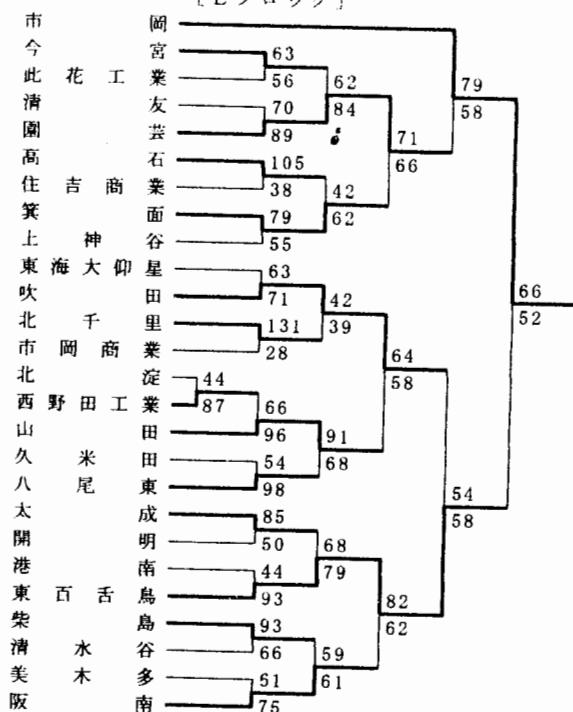 [Eブロック]
市岡
今宮 63
此花工業 56
62
清友 70
84
園芸 89
71
66
高石 105
住吉商業 38
42
62
箕面 79
上神谷 55
79
58
東海大仰星 63
吹田 71
42
39
北千里 131
市岡商業 28
64
58
北淀 44
西野田工業 87
66
山田 96
91
68
久米田 54
八尾東 98
66
52
太成 85
開明 50
68
79
港南 44
東百舌鳥 93
82
62
柴島 93
清水谷 66
59
61
美木多 51
阪南 75
54
58